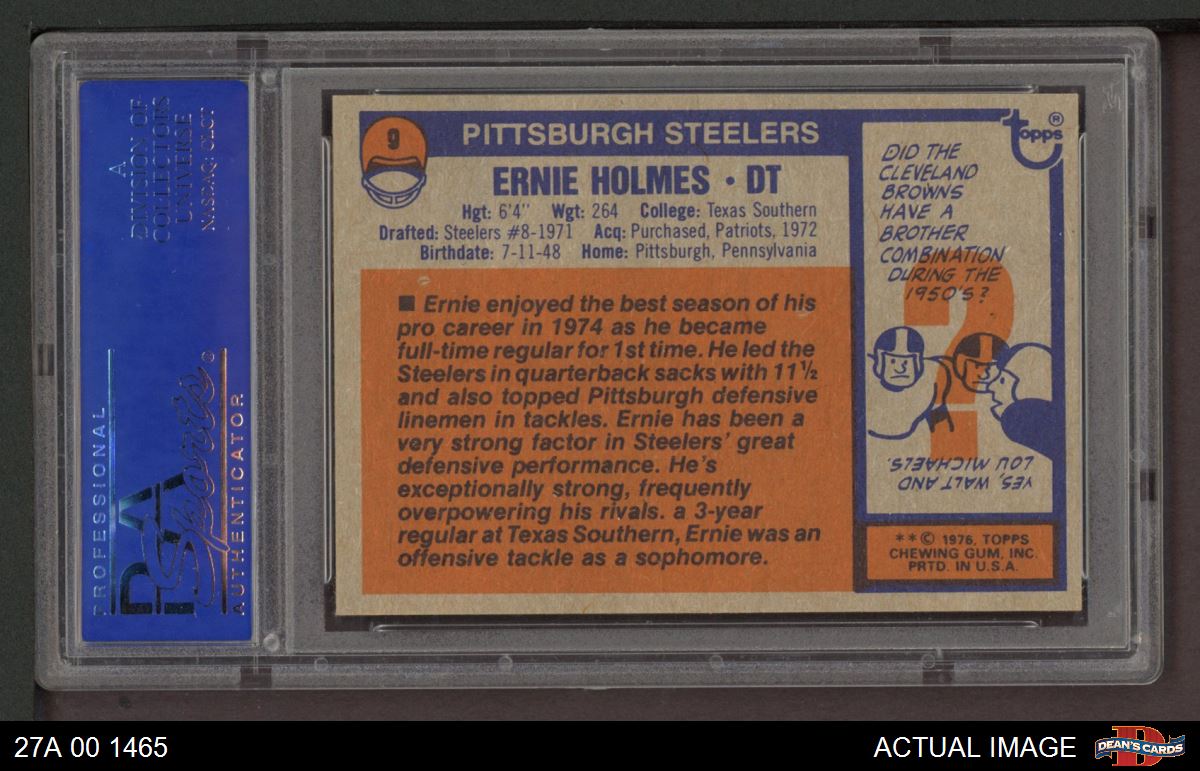 A
DIVISION OF
COLLECTORS
UNIVERSE
NASDAQ: CLCT
PROFESSIONAL
PSA
Sports®
AUTHENTICATOR
9
PITTSBURGH STEELERS
ERNIE HOLMES • DT
Hgt: 6'4" Wgt: 264 College: Texas Southern
Drafted: Steelers #8-1971 Acq: Purchased, Patriots, 1972
Birthdate: 7-11-48 Home: Pittsburgh, Pennsylvania
■ Ernie enjoyed the best season of his
pro career in 1974 as he became
full-time regular for 1st time. He led the
Steelers in quarterback sacks with 11½
and also topped Pittsburgh defensive
linemen in tackles. Ernie has been a
very strong factor in Steelers' great
defensive performance. He's
exceptionally strong, frequently
overpowering his rivals. a 3-year
regular at Texas Southern, Ernie was an
offensive tackle as a sophomore.
topps®
DID THE
CLEVELAND
BROWNS
HAVE A
BROTHER
COMBINATION
DURING THE
1950'S?
?
YES, WALT AND
LOU MICHAELS.
**© 1976, TOPPS
CHEWING GUM, INC.
PRTD. IN U.S.A.
27A 00 1465
ACTUAL IMAGE
D
DEAN'S CARDS